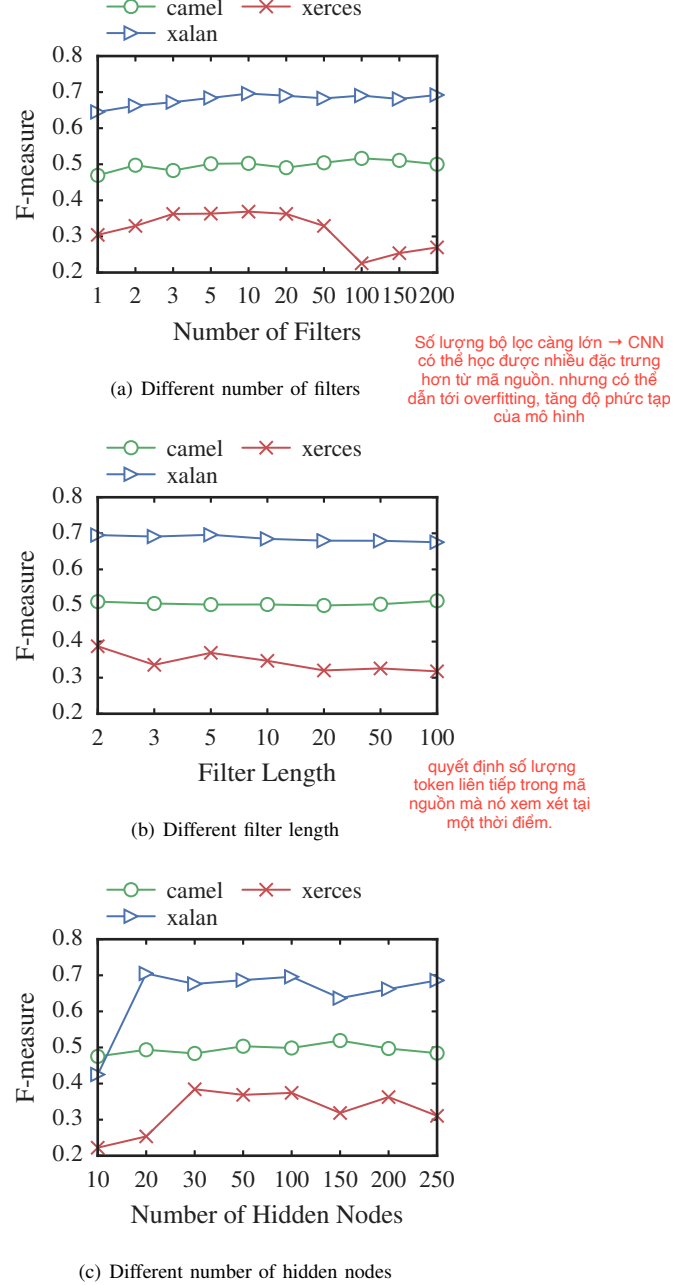 camel xerces
xalan
0.8
0.7
0.6
0.5
0.4
0.3
0.2
F-measure
1 2 3 5 10 20 50 100 150 200
Number of Filters
(a) Different number of filters
Số lượng bộ lọc càng lớn → CNN
có thể học được nhiều đặc trưng
hơn từ mã nguồn. nhưng có thể
dẫn tới overfitting, tăng độ phức tạp
của mô hình
camel xerces
xalan
0.8
0.7
0.6
0.5
0.4
0.3
0.2
F-measure
2 3 5 10 20 50 100
Filter Length
(b) Different filter length
quyết định số lượng
token liên tiếp trong mã
nguồn mà nó xem xét tại
một thời điểm.
camel xerces
xalan
0.8
0.7
0.6
0.5
0.4
0.3
0.2
F-measure
10 20 30 50 100 150 200 250
Number of Hidden Nodes
(c) Different number of hidden nodes